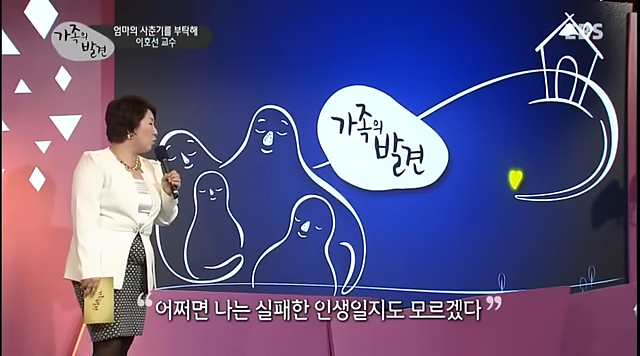 가족의
발견
엄마의 사춘기를 부탁해
이호선 교수
EBS
가족의
발견
“ 어쩌면 나는 실패한 인생일지도 모르겠다 ”